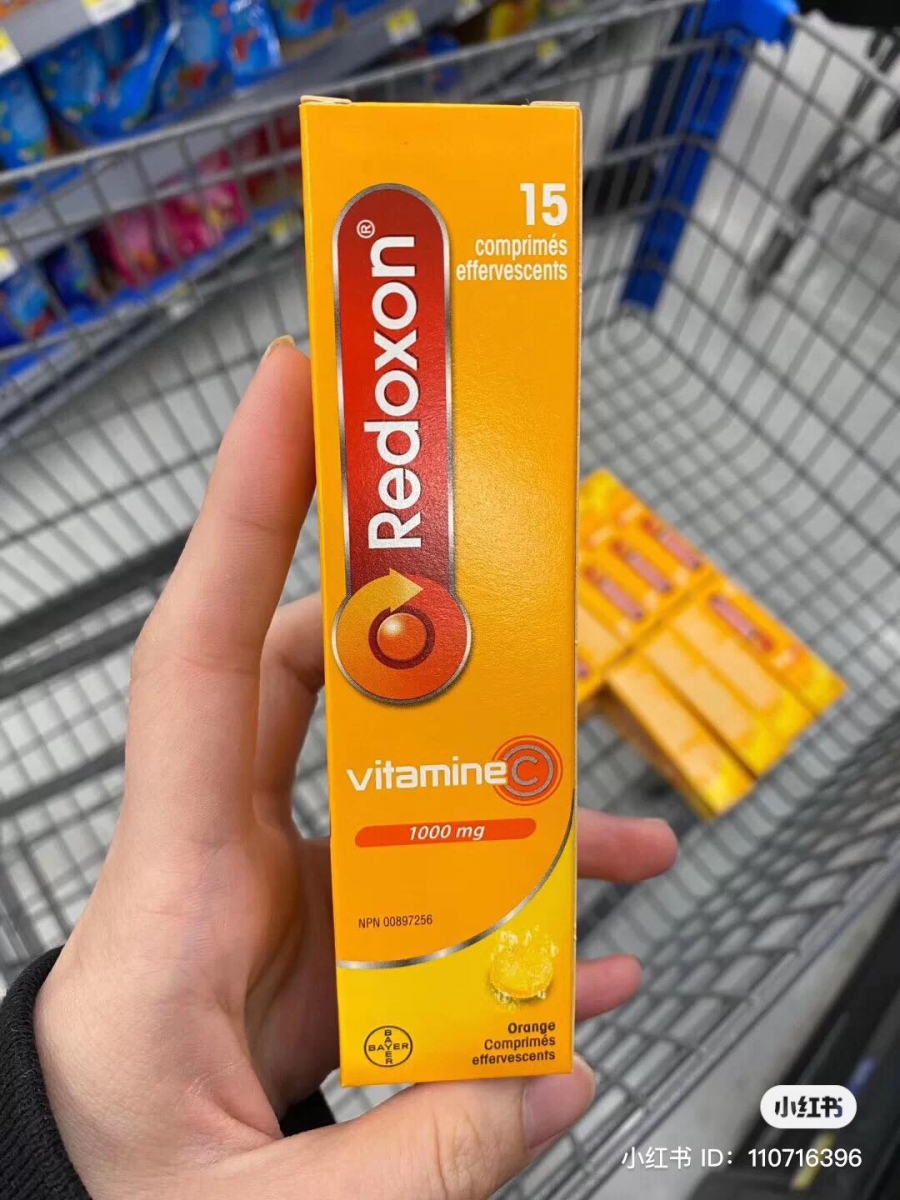 15
comprimés
effervescents
Redoxon®
vitamine C
1000 mg
NPN 00897256
BAYER
BAYER
Orange
Comprimés
effervescents
小红书
小红书 ID: 110716396